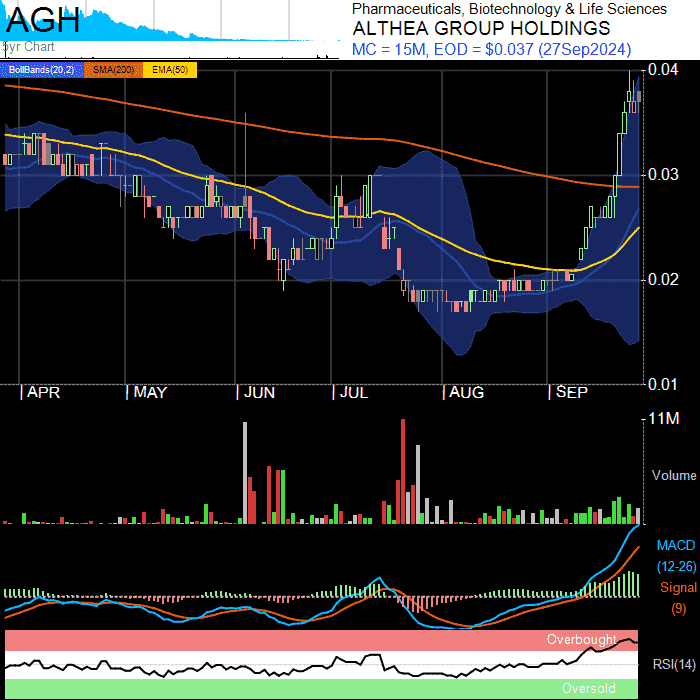 AGH
5yr Chart
Pharmaceuticals, Biotechnology & Life Sciences
ALTHEA GROUP HOLDINGS
MC = 15M, EOD = $0.037 (27Sep2024)
BollBands(20,2) SMA(200) EMA(50)
0.04
0.03
0.02
0.01
APR MAY JUN JUL AUG SEP
11M
Volume
MACD
(12-26)
Signal
(9)
Overbought
RSI(14)
Oversold